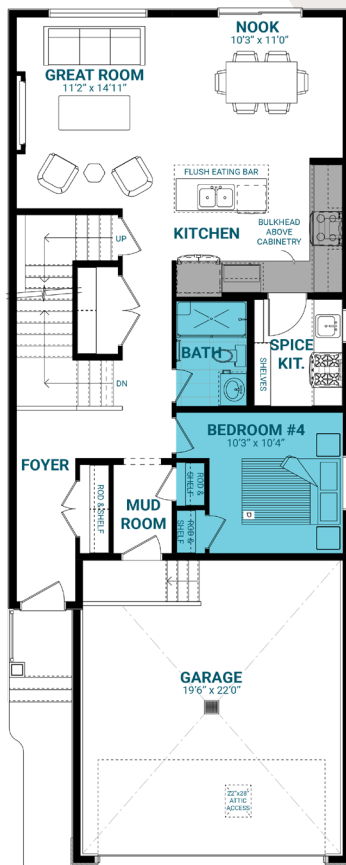 NOOK
10'3" x 11'0"
GREAT ROOM
11'2" x 14'11"
FLUSH EATING BAR
KITCHEN
BULKHEAD
ABOVE
CABINETRY
UP
BATH
SPICE
KIT.
SHELVES
DN
BEDROOM #4
10'3" x 10'4"
FOYER
ROD &SHELF
MUD
ROOM
ROD &
SHELF
ROD &
SHELF
GARAGE
19'6" x 22'0"
22"x28"
ATTIC
ACCESS